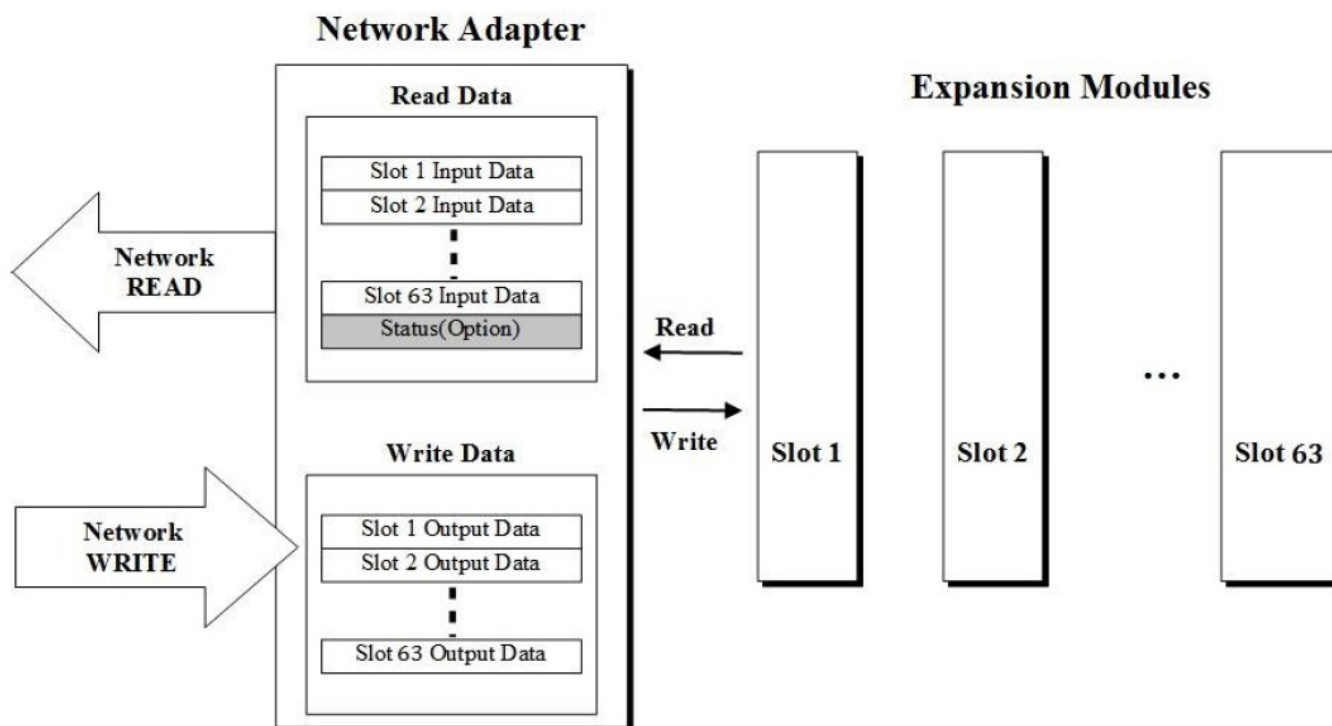 Network Adapter
Read Data
Slot 1 Input Data
Slot 2 Input Data
Slot 63 Input Data
Status(Option)
Network
READ
Write Data
Slot 1 Output Data
Slot 2 Output Data
Slot 63 Output Data
Network
WRITE
Read
Write
Expansion Modules
Slot 1
Slot 2
...
Slot 63